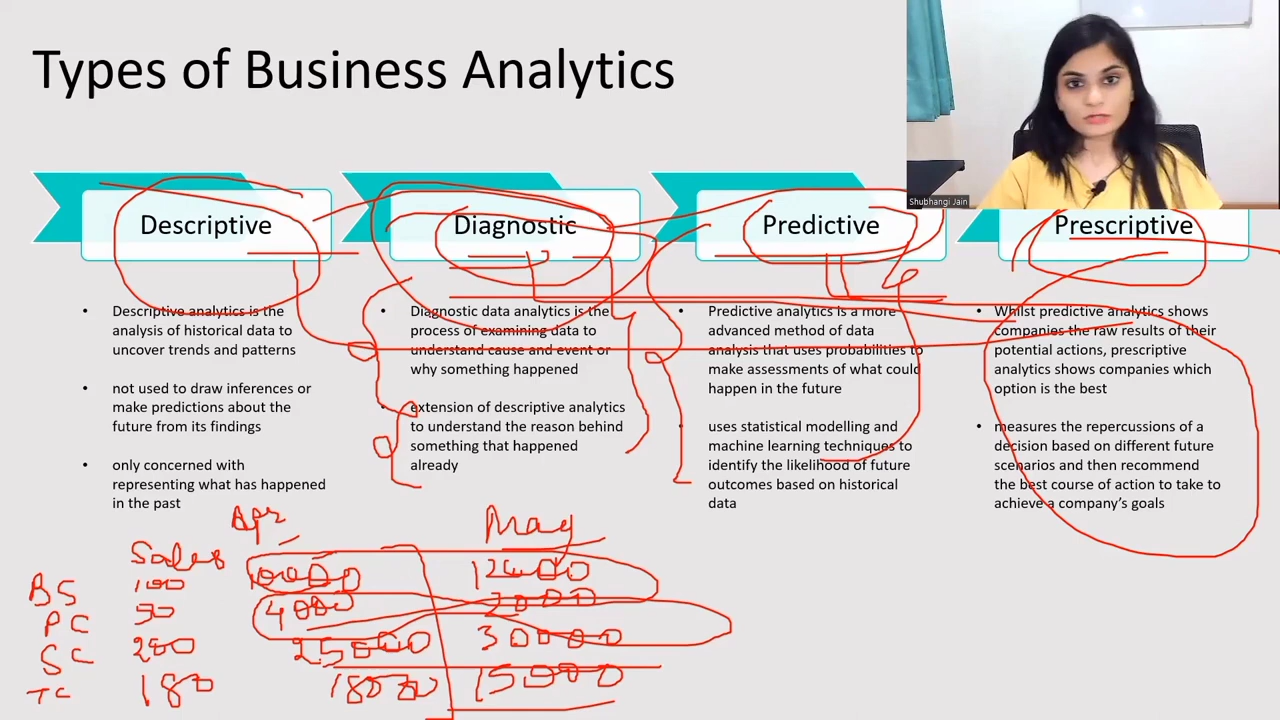 Types of Business Analytics
Shubhangi Jain
Descriptive
• Descriptive analytics is the
analysis of historical data to
uncover trends and patterns
• not used to draw inferences or
make predictions about the
future from its findings
• only concerned with
representing what has happened
in the past
Diagnostic
• Diagnostic data analytics is the
process of examining data to
understand cause and event or
why something happened
• extension of descriptive analytics
to understand the reason behind
something that happened
already
Predictive
• Predictive analytics is a more
advanced method of data
analysis that uses probabilities to
make assessments of what could
happen in the future
• uses statistical modelling and
machine learning techniques to
identify the likelihood of future
outcomes based on historical
data
Prescriptive
• Whilst predictive analytics shows
companies the raw results of their
potential actions, prescriptive
analytics shows companies which
option is the best
• measures the repercussions of a
decision based on different future
scenarios and then recommend
the best course of action to take to
achieve a company's goals
Apr May
Sales
BS 100 10000 12000
PC 50 4000 2000
SC 200 25000 30000
TC 180 18000 15000